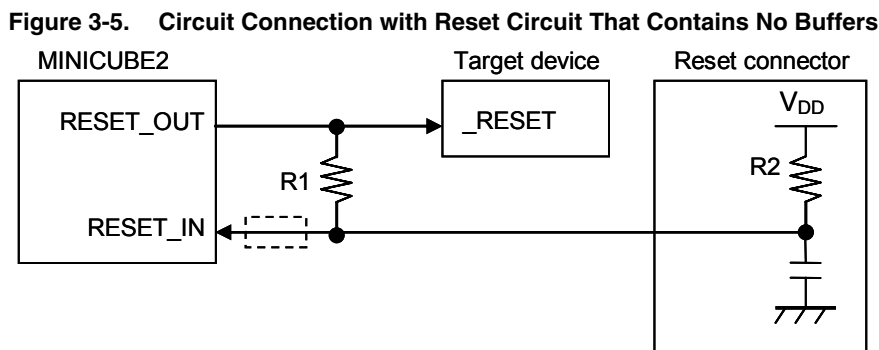 Figure 3-5. Circuit Connection with Reset Circuit That Contains No Buffers
MINICUBE2
Target device
Reset connector
RESET_OUT
_RESET
VDD
R1
R2
RESET_IN